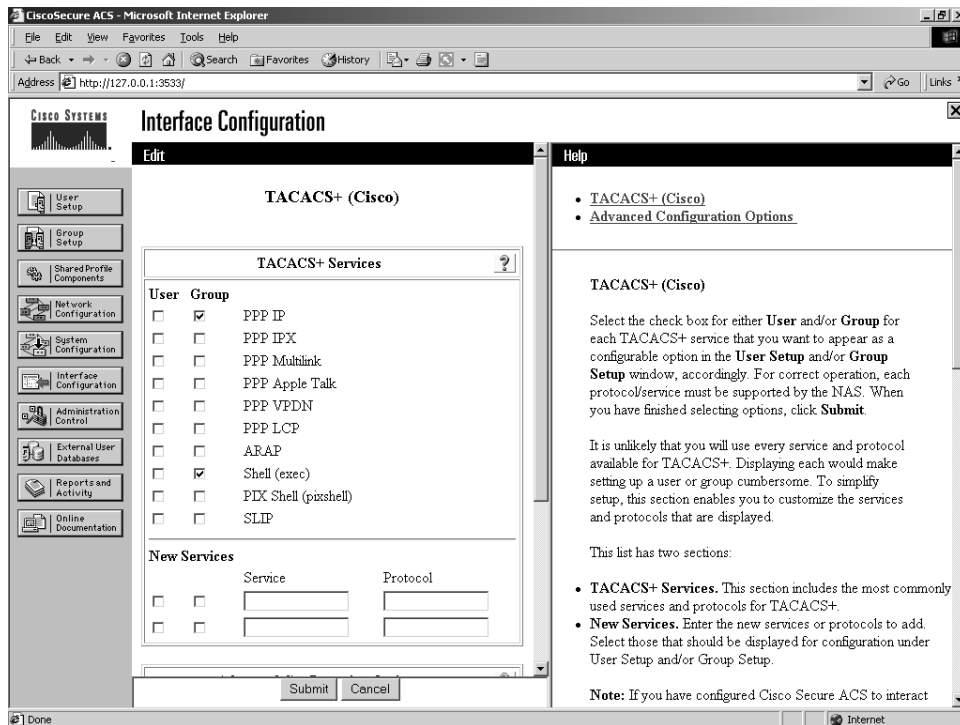 CiscoSecure ACS - Microsoft Internet Explorer
File Edit View Favorites Tools Help
Back Search Favorites History
Address http://127.0.0.1:3533/ Go Links
CISCO SYSTEMS
Interface Configuration
Edit
User Setup
Group Setup
Shared Profile Components
Network Configuration
System Configuration
Interface Configuration
Administration Control
External User Databases
Reports and Activity
Online Documentation
TACACS+ (Cisco)
TACACS+ Services ?
User Group
PPP IP
PPP IPX
PPP Multilink
PPP Apple Talk
PPP VPDN
PPP LCP
ARAP
Shell (exec)
PIX Shell (pixshell)
SLIP
New Services
Service Protocol
Submit Cancel
Help
• TACACS+ (Cisco)
• Advanced Configuration Options
TACACS+ (Cisco)
Select the check box for either User and/or Group for
each TACACS+ service that you want to appear as a
configurable option in the User Setup and/or Group
Setup window, accordingly. For correct operation, each
protocol/service must be supported by the NAS. When
you have finished selecting options, click Submit.
It is unlikely that you will use every service and protocol
available for TACACS+. Displaying each would make
setting up a user or group cumbersome. To simplify
setup, this section enables you to customize the services
and protocols that are displayed.
This list has two sections:
• TACACS+ Services. This section includes the most commonly
used services and protocols for TACACS+.
• New Services. Enter the new services or protocols to add.
Select those that should be displayed for configuration under
User Setup and/or Group Setup.
Note: If you have configured Cisco Secure ACS to interact
Done Internet